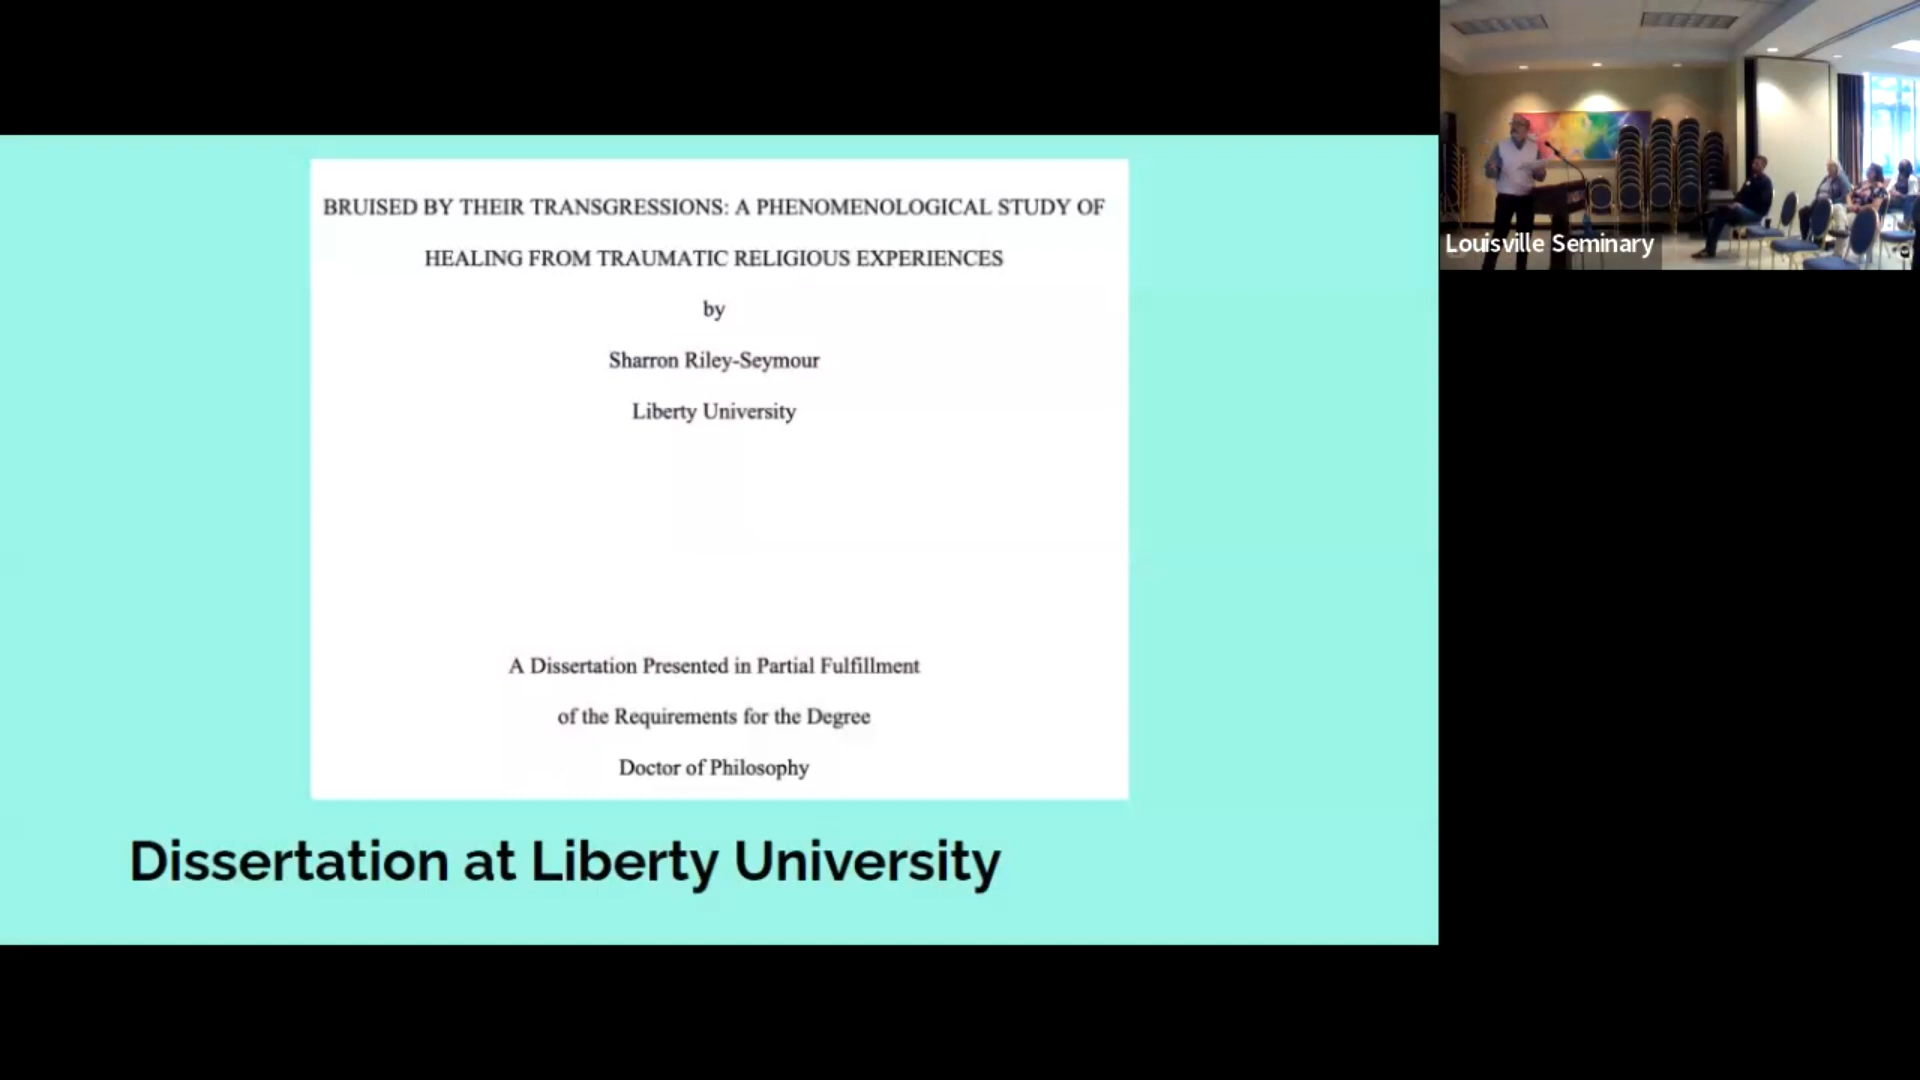 BRUISED BY THEIR TRANSGRESSIONS: A PHENOMENOLOGICAL STUDY OF
HEALING FROM TRAUMATIC RELIGIOUS EXPERIENCES
by
Sharron Riley-Seymour
Liberty University
A Dissertation Presented in Partial Fulfillment
of the Requirements for the Degree
Doctor of Philosophy
Dissertation at Liberty University
Louisville Seminary